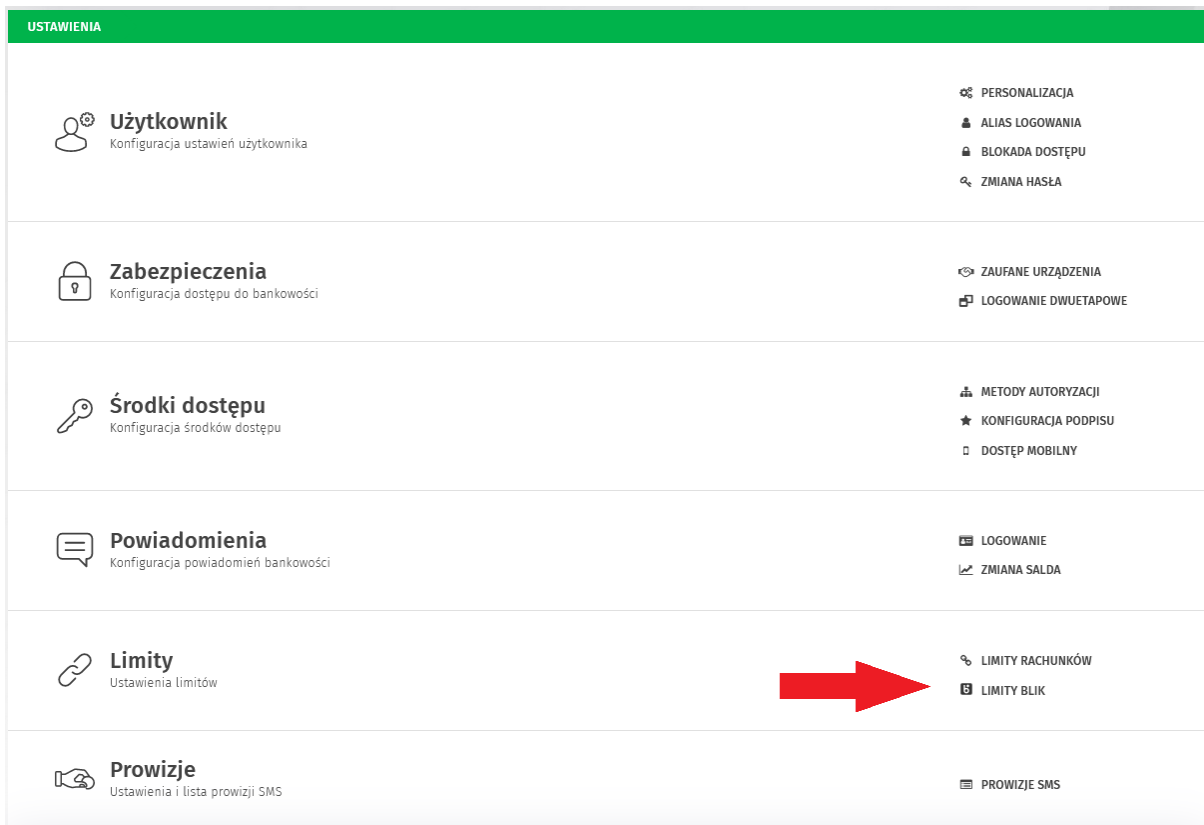 USTAWIENIA
Użytkownik
Konfiguracja ustawień użytkownika
PERSONALIZACJA
ALIAS LOGOWANIA
BLOKADA DOSTĘPU
ZMIANA HASŁA
Zabezpieczenia
Konfiguracja dostępu do bankowości
ZAUFANE URZĄDZENIA
LOGOWANIE DWUETAPOWE
Środki dostępu
Konfiguracja środków dostępu
METODY AUTORYZACJI
KONFIGURACJA PODPISU
DOSTĘP MOBILNY
Powiadomienia
Konfiguracja powiadomień bankowości
LOGOWANIE
ZMIANA SALDA
Limity
Ustawienia limitów
LIMITY RACHUNKÓW
LIMITY BLIK
Prowizje
Ustawienia i lista prowizji SMS
PROWIZJE SMS